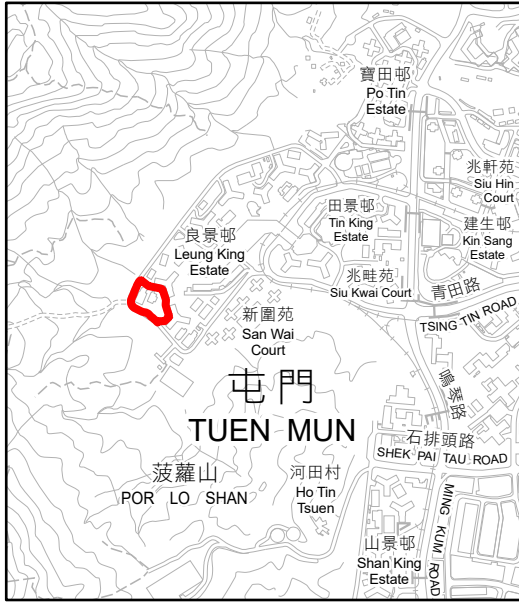 寶田邨
Po Tin
Estate
兆軒苑
Siu Hin
Court
田景邨
Tin King
Estate
建生邨
Kin Sang
Estate
良景邨
Leung King
Estate
兆畦苑
Siu Kwai Court
青田路
TSING TIN ROAD
新圍苑
San Wai
Court
屯門
TUEN MUN
鳴琴路
石排頭路
SHEK PAI TAU ROAD
菠蘿山
POR LO SHAN
河田村
Ho Tin
Tsuen
山景邨
Shan King
Estate
MING KUM ROAD